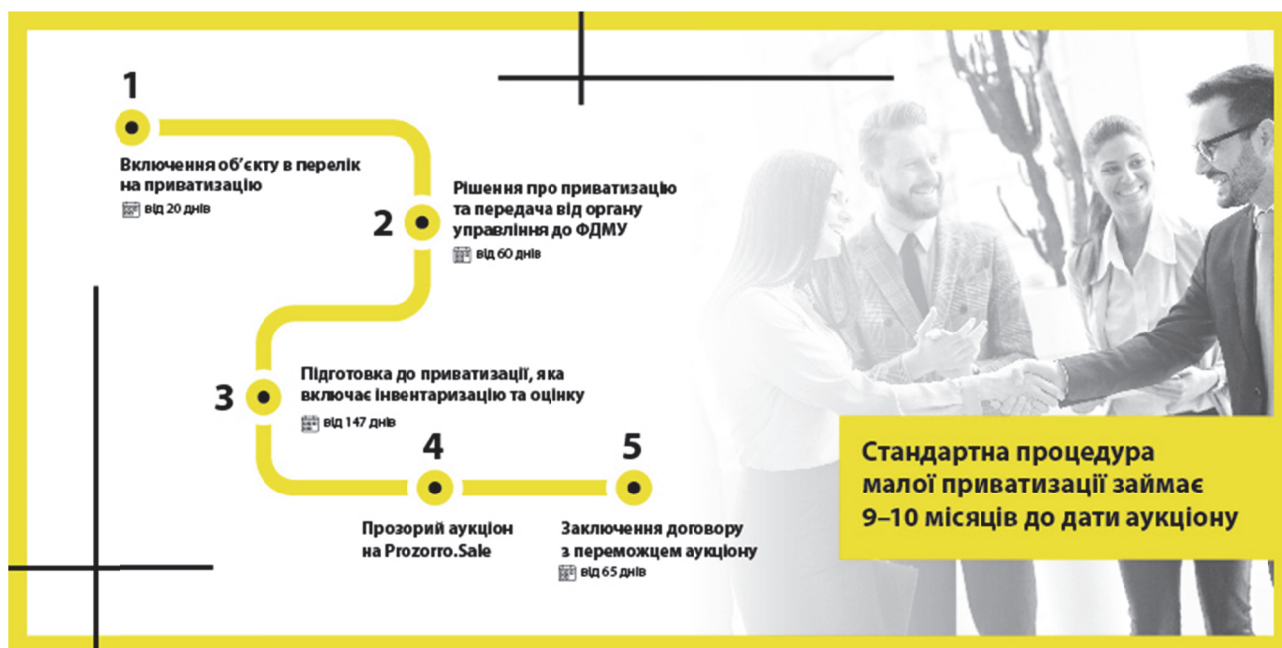 1
Включення об’єкту в перелік
на приватизацію
від 20 днів
2
Рішення про приватизацію
та передача від органу
управління до ФДМУ
від 60 днів
3
Підготовка до приватизації, яка
включає інвентаризацію та оцінку
від 147 днів
4
Прозорий аукціон
на Prozorro.Sale
5
Заключення договору
з переможцем аукціону
від 65 днів
Стандартна процедура
малої приватизації займає
9–10 місяців до дати аукціону